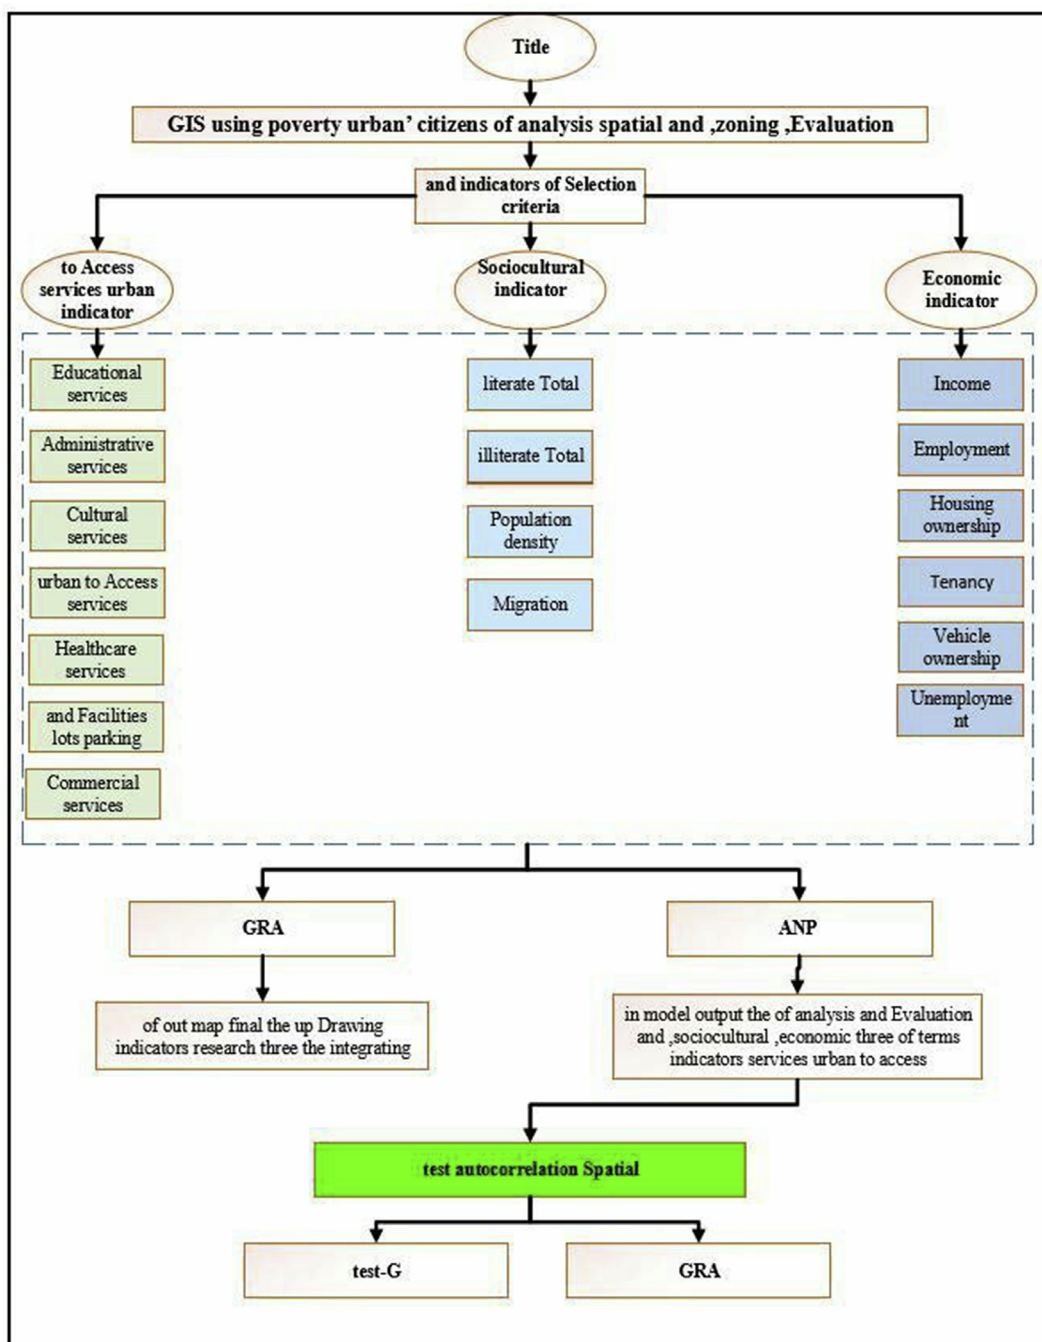 Title
GIS using poverty urban’ citizens of analysis spatial and ,zoning ,Evaluation
and indicators of Selection
criteria
to Access
services urban
indicator
Sociocultural
indicator
Economic
indicator
Educational
services
Administrative
services
Cultural
services
urban to Access
services
Healthcare
services
and Facilities
lots parking
Commercial
services
literate Total
illiterate Total
Population
density
Migration
Income
Employment
Housing
ownership
Tenancy
Vehicle
ownership
Unemployme
nt
GRA
ANP
of out map final the up Drawing
indicators research three the integrating
in model output the of analysis and Evaluation
and ,sociocultural ,economic three of terms
indicators services urban to access
test autocorrelation Spatial
test-G
GRA